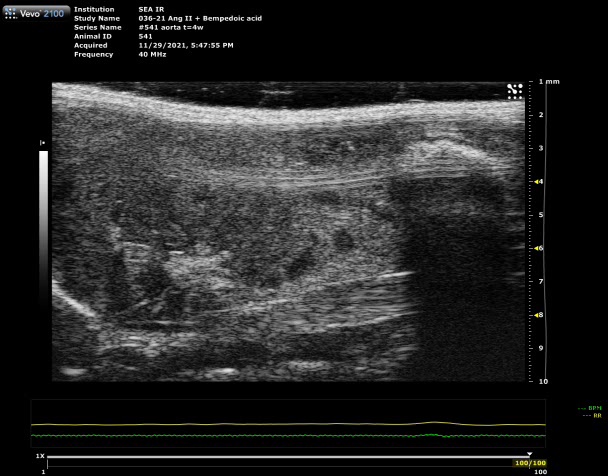 Vevo 2100
Institution SEA IR
Study Name 036-21 Ang II + Bempedoic acid
Series Name #541 aorta t=4w
Animal ID 541
Acquired 11/29/2021, 5:47:55 PM
Frequency 40 MHz
1 mm
2
3
4
5
6
7
8
9
10
BPM
RR
1X
100/100
1 100